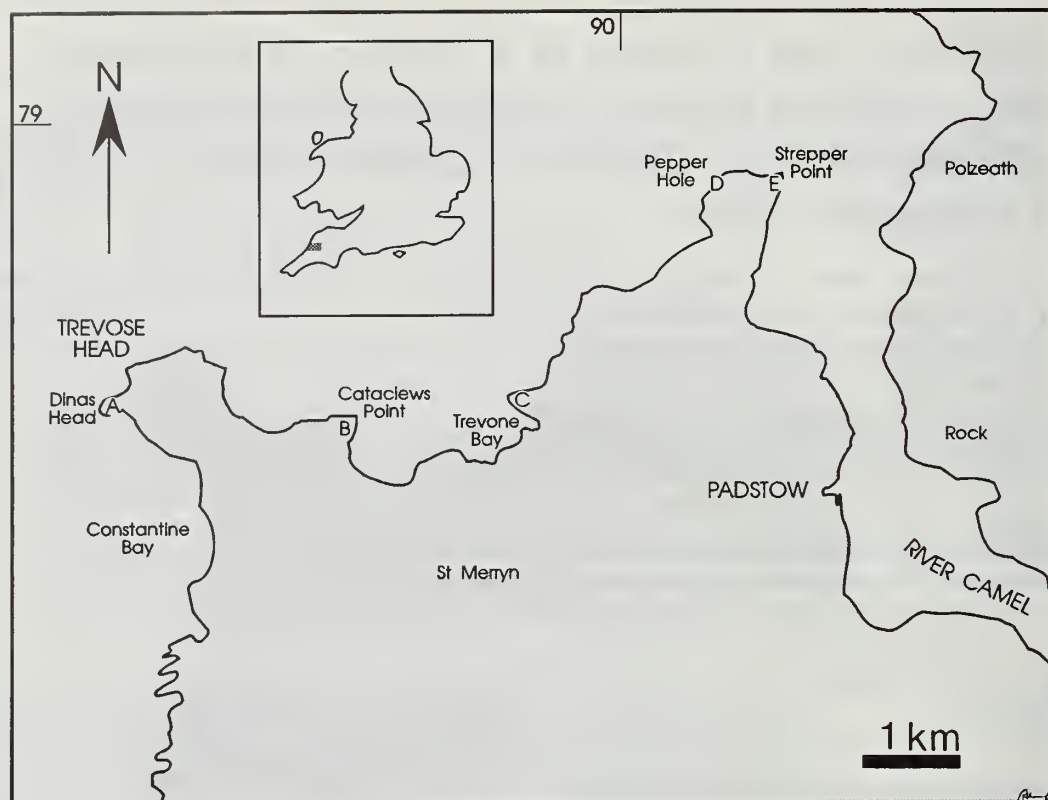 90
N
79
Pepper
Hole
D
Strepper
Point
E
Polzeath
TREVOSE
HEAD
Dinas
Head
A
Cataclews
Point
B
C
Trevone
Bay
Rock
PADSTOW
Constantine
Bay
St Merryn
RIVER CAMEL
1 km